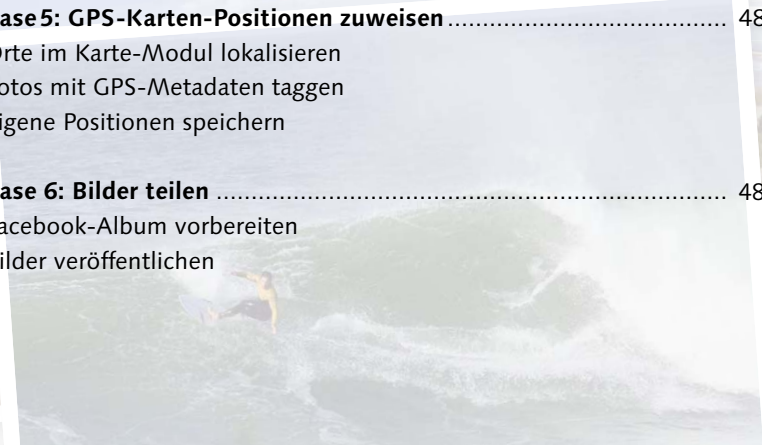 ase 5: GPS-Karten-Positionen zuweisen ........................................ 48
rte im Karte-Modul lokalisieren
otos mit GPS-Metadaten taggen
igene Positionen speichern
ase 6: Bilder teilen ........................................................................ 48
acebook-Album vorbereiten
ilder veröffentlichen